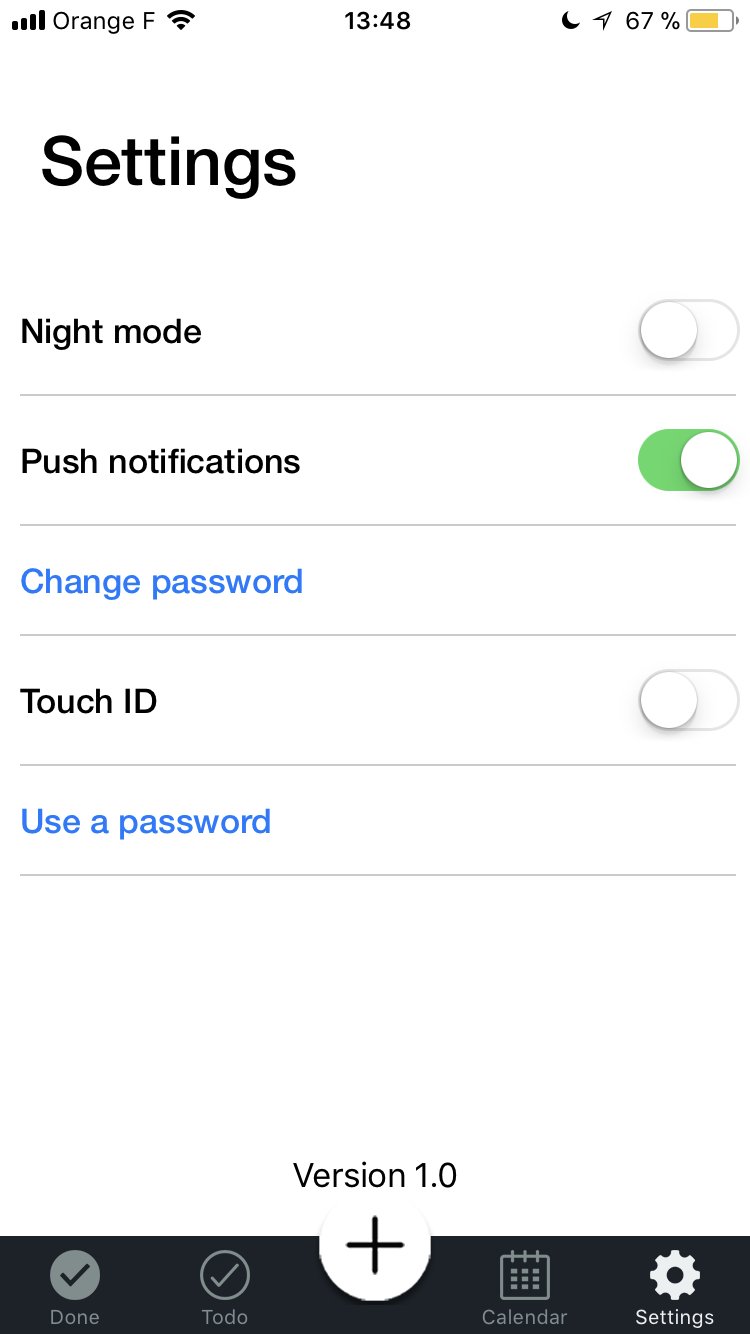 Orange F 13:48 67 %
Settings
Night mode
Push notifications
Change password
Touch ID
Use a password
Version 1.0
Done Todo Calendar Settings